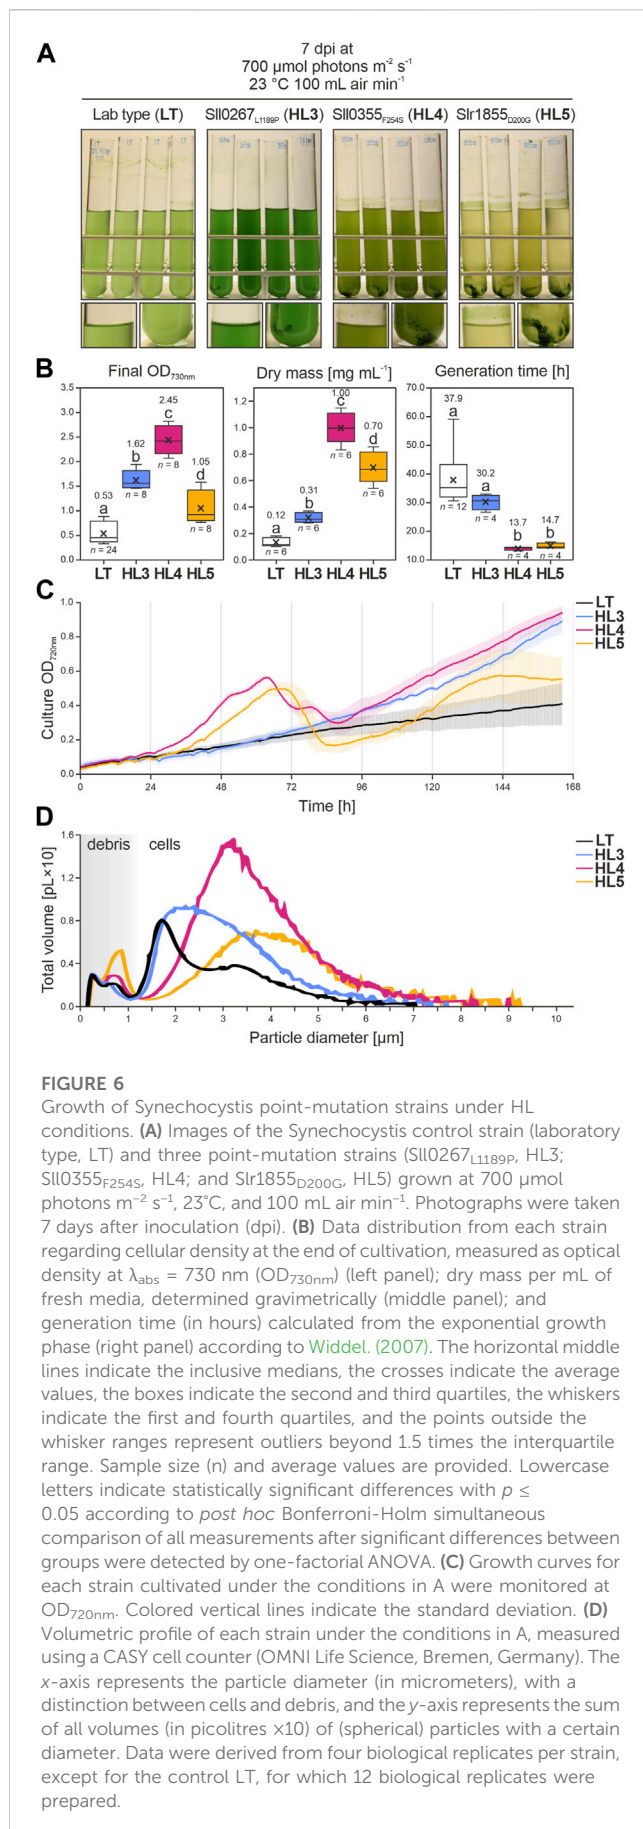 A
7 dpi at
700 µmol photons m⁻² s⁻¹
23 °C 100 mL air min⁻¹
Lab type (LT)
Sll0267L1189P (HL3)
Sll0355F254S (HL4)
Slr1855D200G (HL5)
B
Final OD730nm
Dry mass [mg mL⁻¹]
Generation time [h]
3.5
3.0
2.5
2.0
1.5
1.0
0.5
0.0
0.53
a
n = 24
1.62
b
n = 8
2.45
c
n = 8
1.05
d
n = 8
LT HL3 HL4 HL5
1.2
1.0
0.8
0.6
0.4
0.2
0.0
0.12
a
n = 6
0.31
b
n = 6
1.00
c
n = 6
0.70
d
n = 6
LT HL3 HL4 HL5
70.0
60.0
50.0
40.0
30.0
20.0
10.0
37.9
a
n = 12
30.2
a
n = 4
13.7
b
n = 4
14.7
b
n = 4
LT HL3 HL4 HL5
C
LT
HL3
HL4
HL5
Culture OD720nm
1.0
0.8
0.6
0.4
0.2
0.0
0 24 48 72 96 120 144 168
Time [h]
D
debris cells
LT
HL3
HL4
HL5
Total volume [pL×10]
1.6
1.2
0.8
0.4
0.0
0 1 2 3 4 5 6 7 8 9 10
Particle diameter [µm]
FIGURE 6
Growth of Synechocystis point-mutation strains under HL
conditions. (A) Images of the Synechocystis control strain (laboratory
type, LT) and three point-mutation strains (Sll0267L1189P, HL3;
Sll0355F254S, HL4; and Slr1855D200G, HL5) grown at 700 µmol
photons m⁻² s⁻¹, 23°C, and 100 mL air min⁻¹. Photographs were taken
7 days after inoculation (dpi). (B) Data distribution from each strain
regarding cellular density at the end of cultivation, measured as optical
density at λabs = 730 nm (OD730nm) (left panel); dry mass per mL of
fresh media, determined gravimetrically (middle panel); and
generation time (in hours) calculated from the exponential growth
phase (right panel) according to Widdel. (2007). The horizontal middle
lines indicate the inclusive medians, the crosses indicate the average
values, the boxes indicate the second and third quartiles, the whiskers
indicate the first and fourth quartiles, and the points outside the
whisker ranges represent outliers beyond 1.5 times the interquartile
range. Sample size (n) and average values are provided. Lowercase
letters indicate statistically significant differences with p ≤
0.05 according to post hoc Bonferroni-Holm simultaneous
comparison of all measurements after significant differences between
groups were detected by one-factorial ANOVA. (C) Growth curves for
each strain cultivated under the conditions in A were monitored at
OD720nm. Colored vertical lines indicate the standard deviation. (D)
Volumetric profile of each strain under the conditions in A, measured
using a CASY cell counter (OMNI Life Science, Bremen, Germany). The
x-axis represents the particle diameter (in micrometers), with a
distinction between cells and debris, and the y-axis represents the sum
of all volumes (in picolitres ×10) of (spherical) particles with a certain
diameter. Data were derived from four biological replicates per strain,
except for the control LT, for which 12 biological replicates were
prepared.